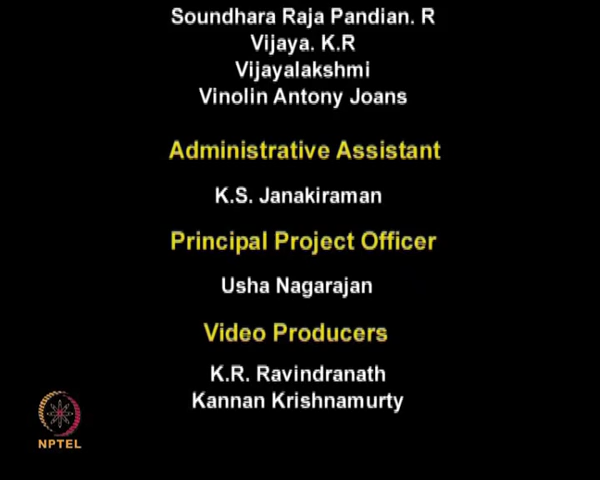 Soundhara Raja Pandian. R
Vijaya. K.R
Vijayalakshmi
Vinolin Antony Joans
Administrative Assistant
K.S. Janakiraman
Principal Project Officer
Usha Nagarajan
Video Producers
K.R. Ravindranath
Kannan Krishnamurty
NPTEL